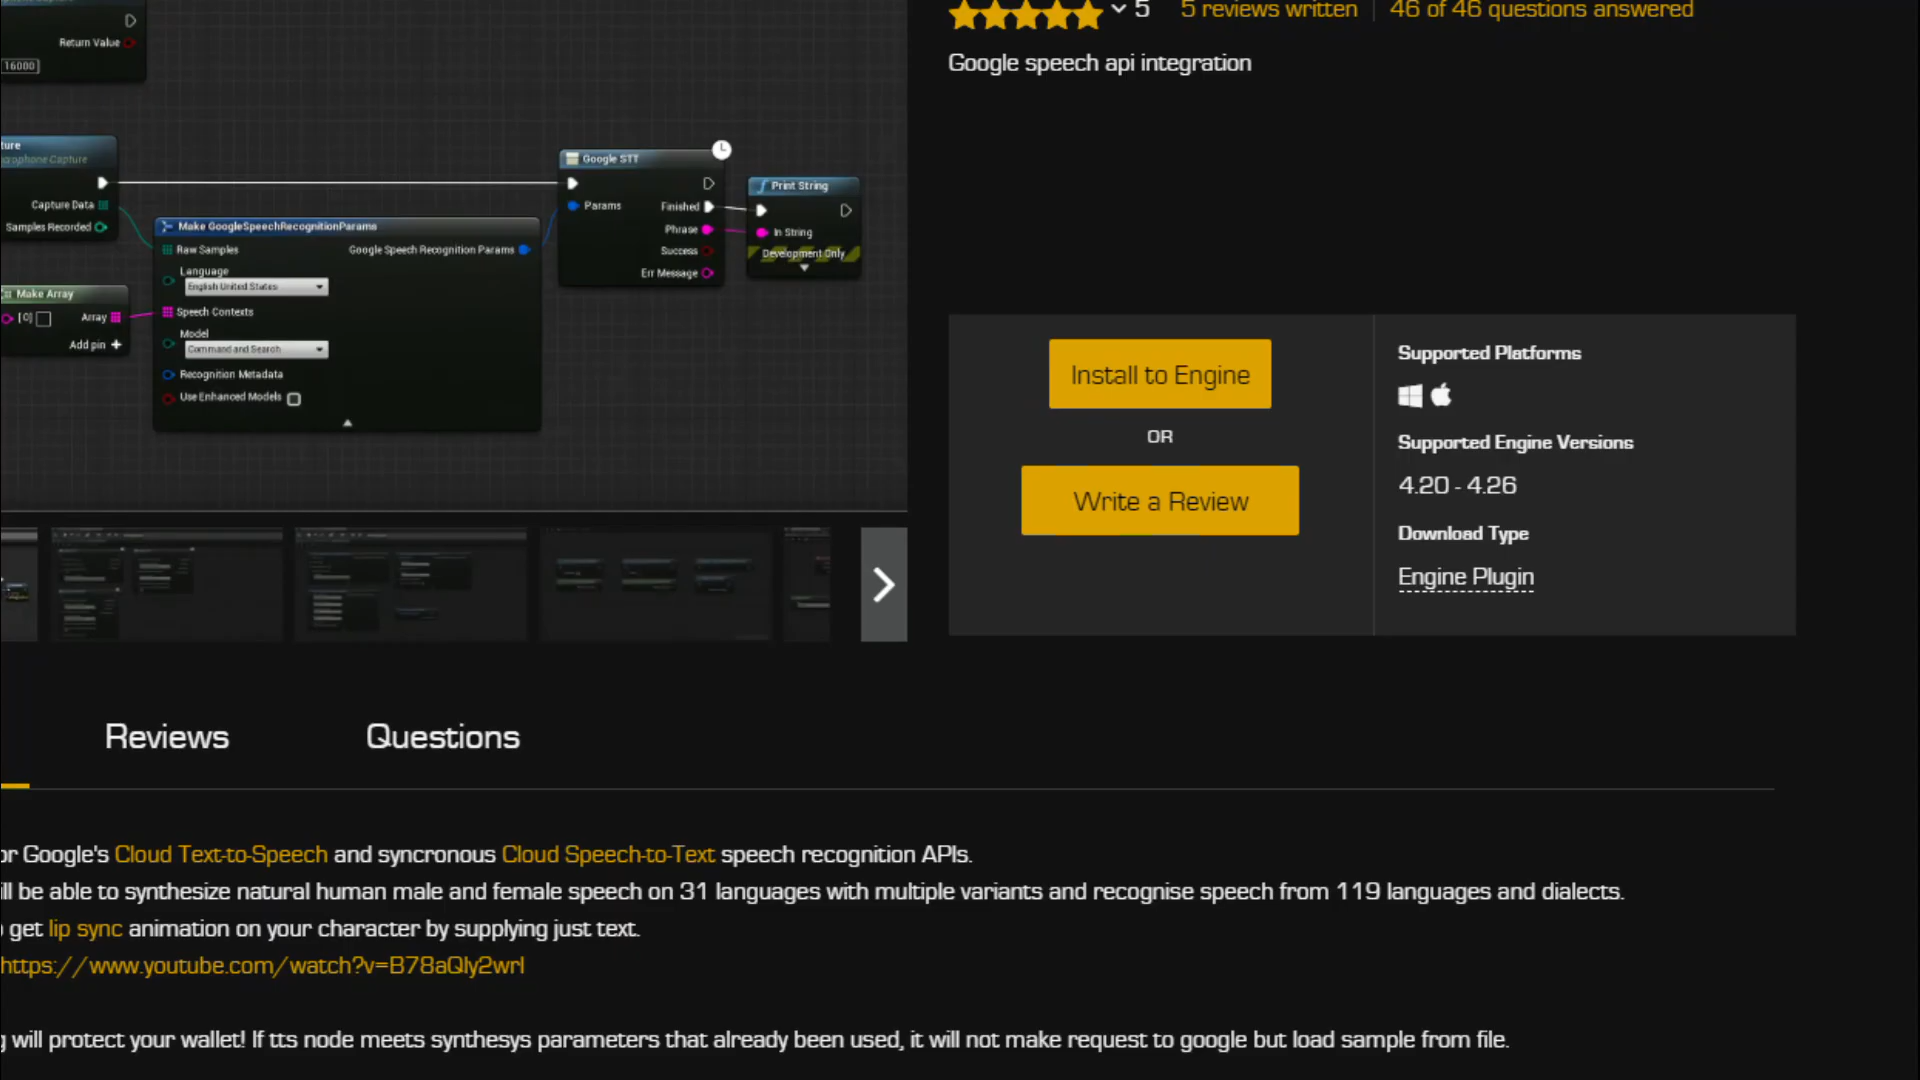 5 5 reviews written 46 of 46 questions answered
Google speech api integration
Return Value
16000
ture
rophone Capture
Capture Data
Samples Recorded
Make Array
[0] Array
Add pin
Make GoogleSpeechRecognitionParams
Raw Samples Google Speech Recognition Params
Language
English United States
Speech Contexts
Model
Command and Search
Recognition Metadata
Use Enhanced Models
Google STT
Params Finished
Phrase
Success
Err Message
Print String
In String
Development Only
Install to Engine
OR
Write a Review
Supported Platforms
Supported Engine Versions
4.20 - 4.26
Download Type
Engine Plugin
Reviews Questions
or Google's Cloud Text-to-Speech and syncronous Cloud Speech-to-Text speech recognition APIs.
ill be able to synthesize natural human male and female speech on 31 languages with multiple variants and recognise speech from 119 languages and dialects.
get lip sync animation on your character by supplying just text.
https://www.youtube.com/watch?v=B78aQly2wrI
g will protect your wallet! If tts node meets synthesys parameters that already been used, it will not make request to google but load sample from file.